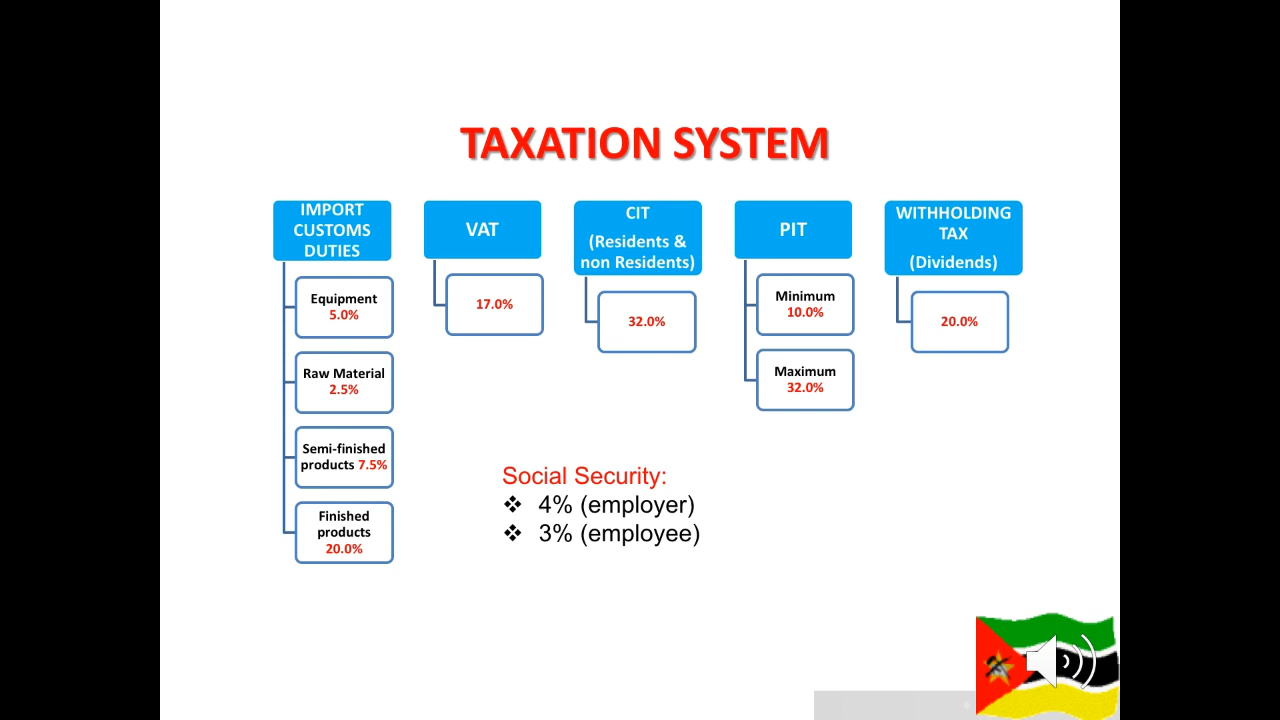 TAXATION SYSTEM
IMPORT
CUSTOMS
DUTIES
Equipment
5.0%
Raw Material
2.5%
Semi-finished
products 7.5%
Finished
products
20.0%
VAT
17.0%
CIT
(Residents &
non Residents)
32.0%
PIT
Minimum
10.0%
Maximum
32.0%
WITHHOLDING
TAX
(Dividends)
20.0%
Social Security:
❖ 4% (employer)
❖ 3% (employee)